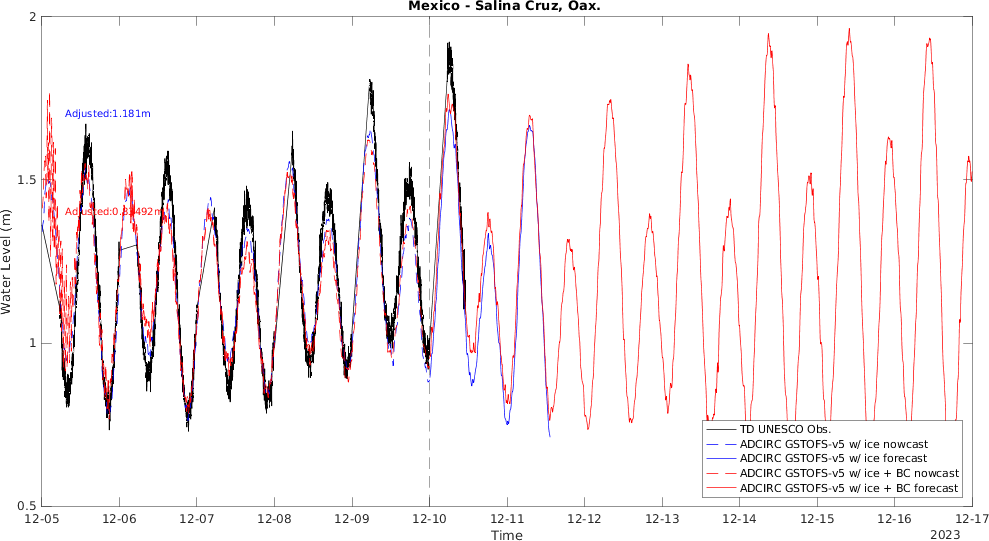 Mexico - Salina Cruz, Oax.
Water Level (m)
2
1.5
1
0.5
Adjusted:1.181m
TD UNESCO Obs.
ADCIRC GSTOFS-v5 w/ ice nowcast
ADCIRC GSTOFS-v5 w/ ice forecast
ADCIRC GSTOFS-v5 w/ ice + BC nowcast
ADCIRC GSTOFS-v5 w/ ice + BC forecast
12-05 12-06 12-07 12-08 12-09 12-10 12-11 12-12 12-13 12-14 12-15 12-16 12-17
Time
2023